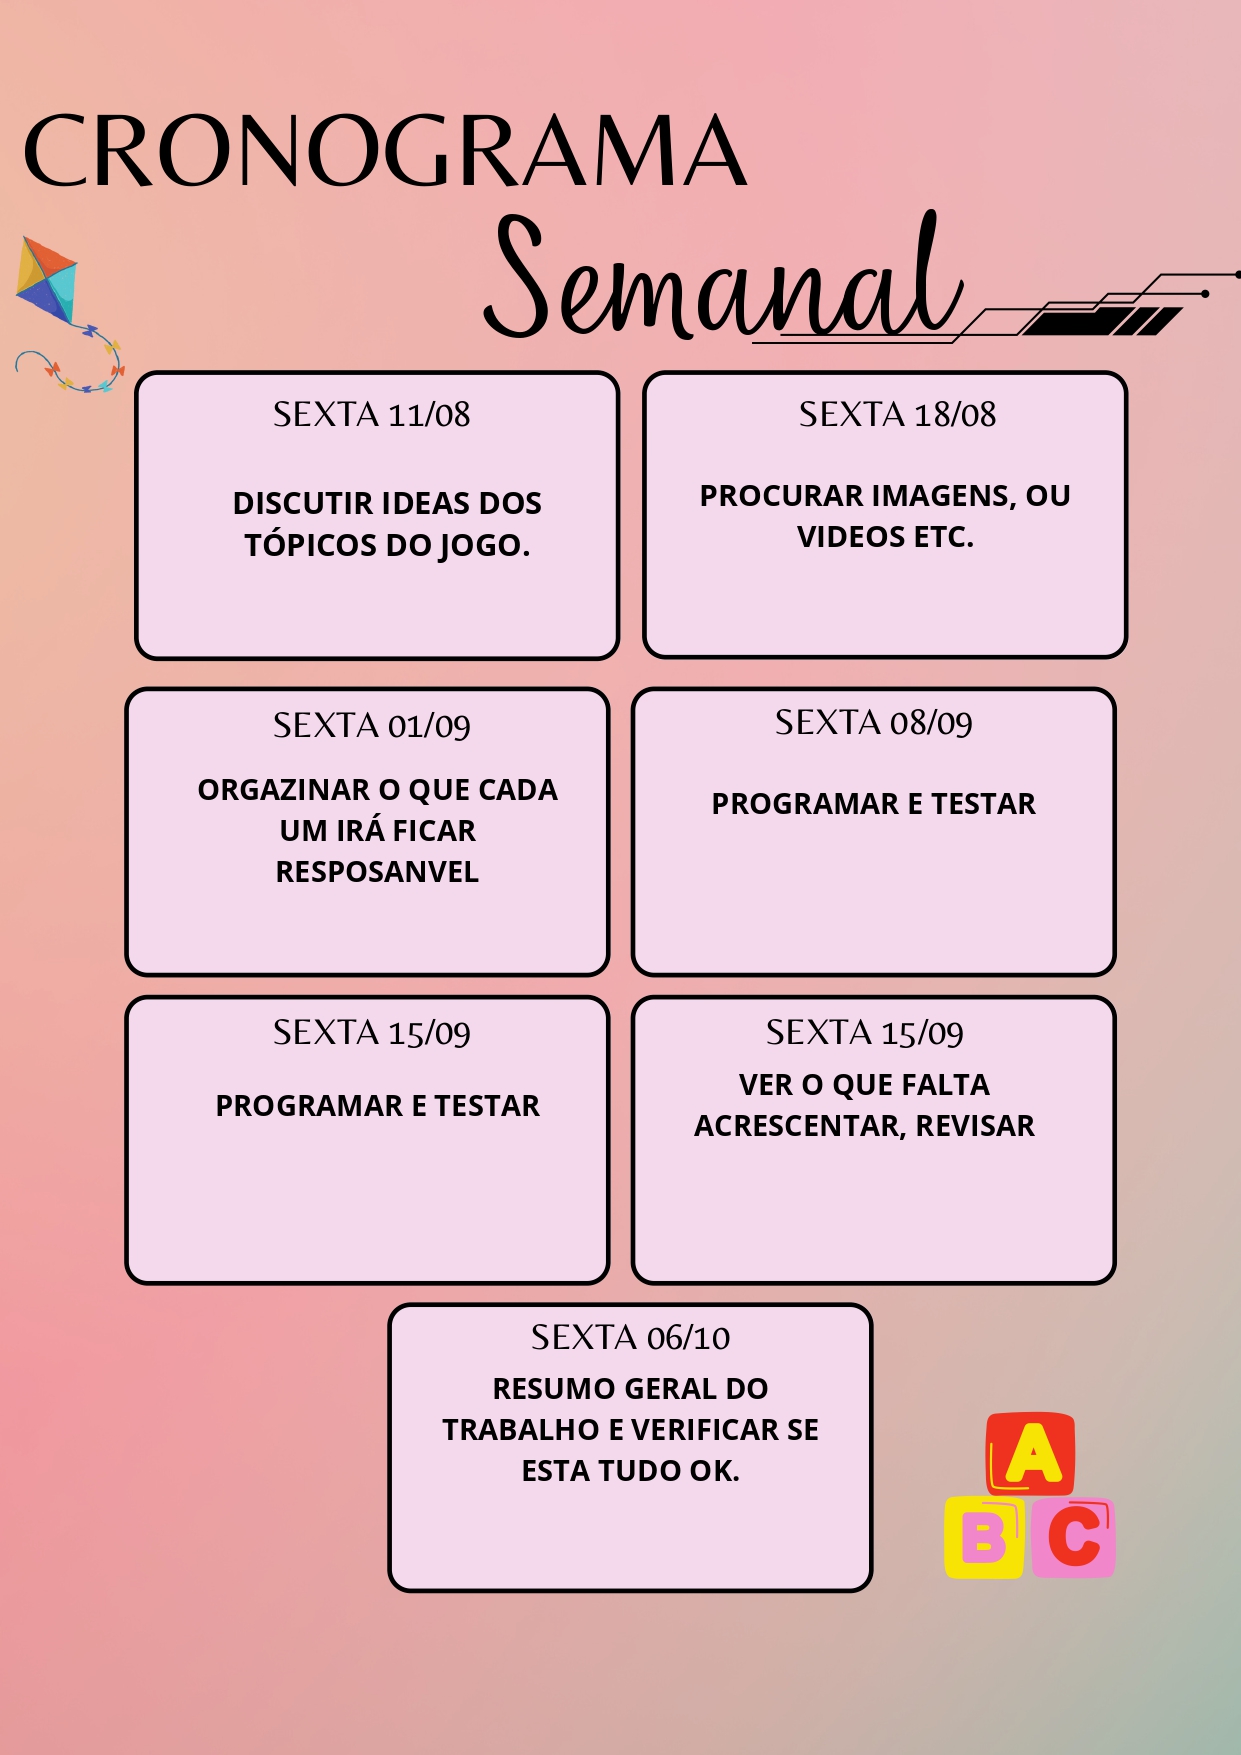 CRONOGRAMA
Semanal
SEXTA 11/08
DISCUTIR IDEAS DOS
TÓPICOS DO JOGO.
SEXTA 18/08
PROCURAR IMAGENS, OU
VIDEOS ETC.
SEXTA 01/09
ORGAZINAR O QUE CADA
UM IRÁ FICAR
RESPOSANVEL
SEXTA 08/09
PROGRAMAR E TESTAR
SEXTA 15/09
PROGRAMAR E TESTAR
SEXTA 15/09
VER O QUE FALTA
ACRESCENTAR, REVISAR
SEXTA 06/10
RESUMO GERAL DO
TRABALHO E VERIFICAR SE
ESTA TUDO OK.
A
B C